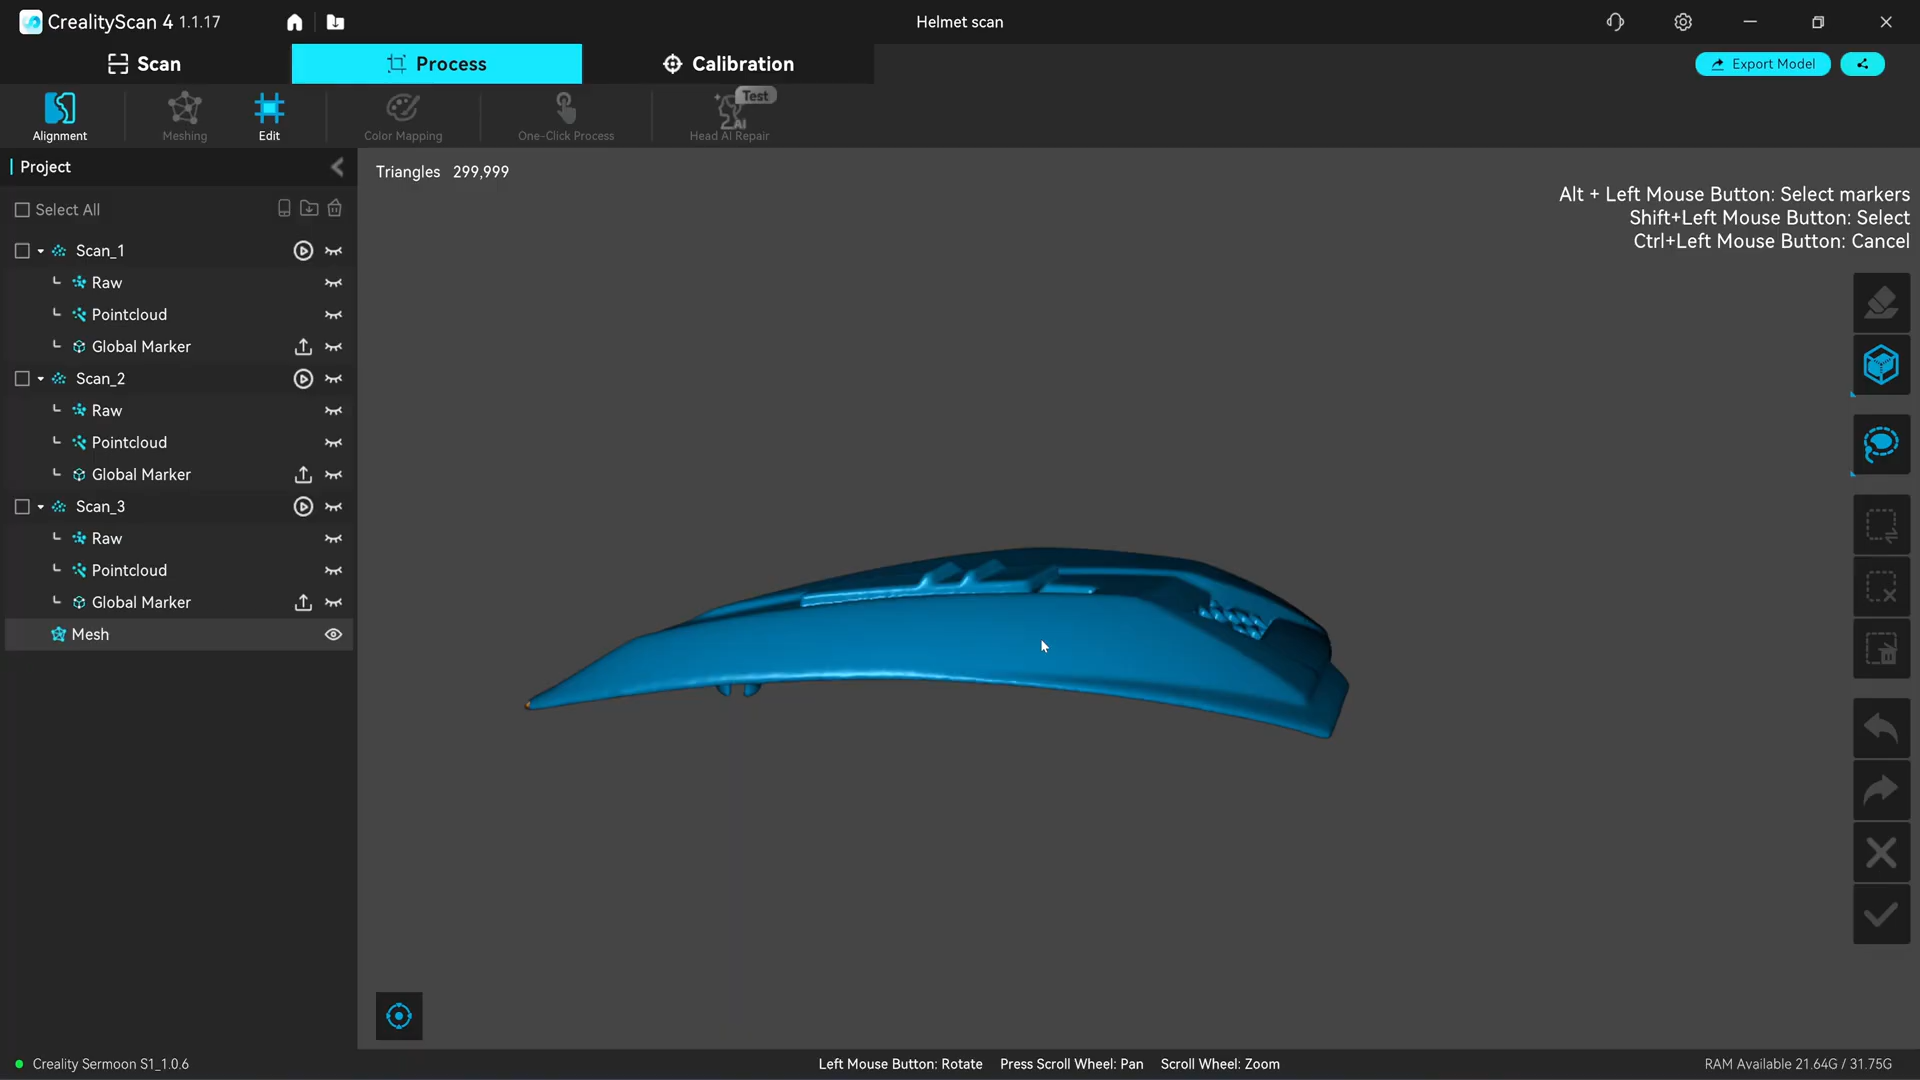 CrealityScan 4 1.1.17
Helmet scan
Scan
Process
Calibration
Export Model
Alignment
Meshing
Edit
Color Mapping
One-Click Process
Test
AI
Head AI Repair
Project
Triangles 299,999
Alt + Left Mouse Button: Select markers
Shift+Left Mouse Button: Select
Ctrl+Left Mouse Button: Cancel
Select All
Scan_1
Raw
Pointcloud
Global Marker
Scan_2
Raw
Pointcloud
Global Marker
Scan_3
Raw
Pointcloud
Global Marker
Mesh
Creality Sermoon S1_1.0.6
Left Mouse Button: Rotate Press Scroll Wheel: Pan Scroll Wheel: Zoom
RAM Available 21.64G / 31.75G